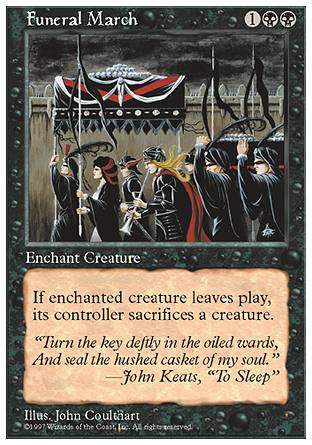 Funeral March 1
Enchant Creature
If enchanted creature leaves play,
its controller sacrifices a creature.
“Turn the key deftly in the oiled wards,
And seal the hushed casket of my soul.”
—John Keats, “To Sleep”
Illus. John Coulthart
©1997 Wizards of the Coast, Inc. All rights reserved.